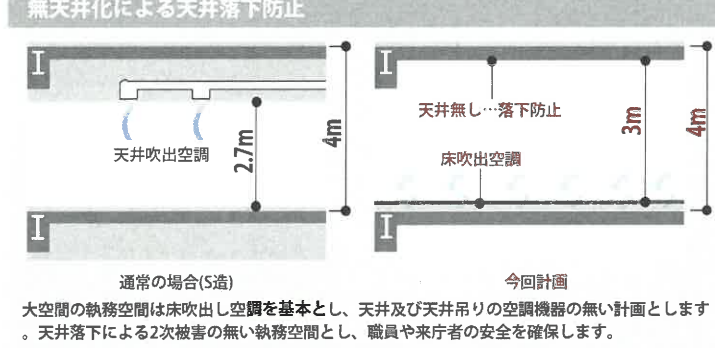 無天井化による天井落下防止
天井吹出空調
2.7m
4m
天井無し…落下防止
床吹出空調
3m
4m
通常の場合(S造)
今回計画
大空間の執務空間は床吹出し空調を基本とし、天井及び天井吊りの空調機器の無い計画とします
。天井落下による2次被害の無い執務空間とし、職員や来庁者の安全を確保します。